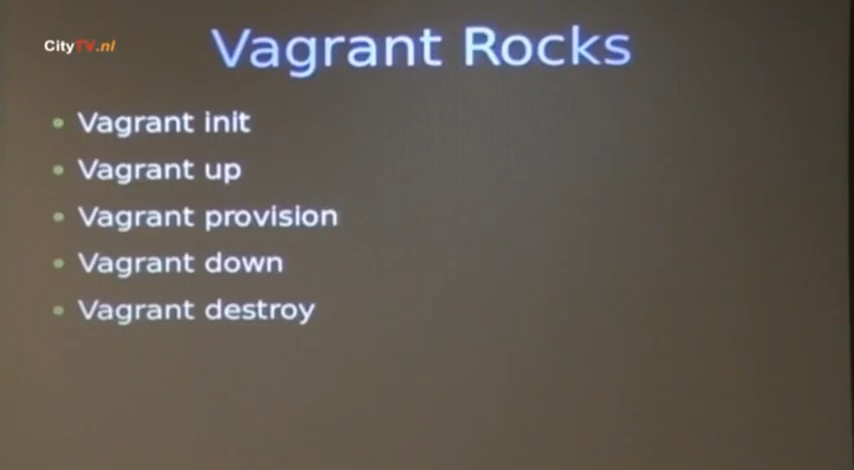 CityTV.nl
Vagrant Rocks
Vagrant init
Vagrant up
Vagrant provision
Vagrant down
Vagrant destroy